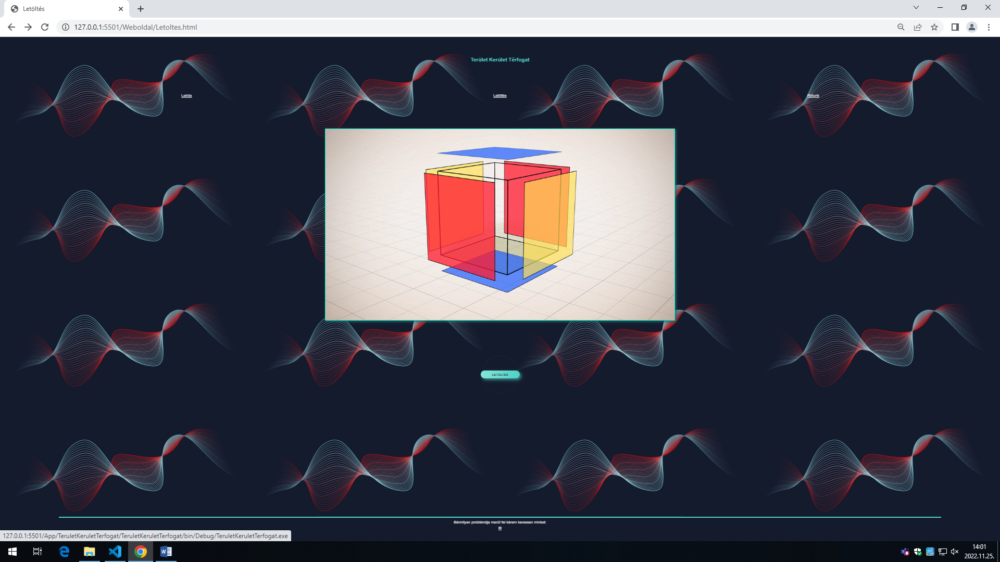 Letöltés
127.0.0.1:5501/Weboldal/Letoltes.html
Terület Kerület Térfogat
Leírás
Letöltés
Rólunk
LETÖLTÉS
Bármilyen problémája merül fel kérem keressen minket:
Itt
127.0.0.1:5501/App/TeruletKeruletTerfogat/TeruletKeruletTerfogat/bin/Debug/TeruletKeruletTerfogat.exe
14:01
2022.11.25.